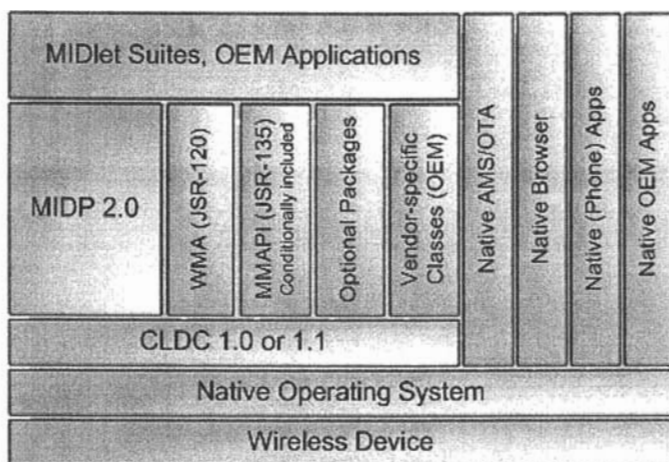 MIDlet Suites, OEM Applications
MIDP 2.0
WMA (JSR-120)
MMAPI (JSR-135)
Conditionally included
Optional Packages
Vendor-specific
Classes (OEM)
Native AMS/OTA
Native Browser
Native (Phone) Apps
Native OEM Apps
CLDC 1.0 or 1.1
Native Operating System
Wireless Device